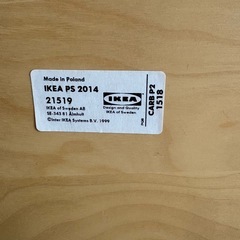 Made in Poland
IKEA PS 2014
21519
IKEA of Sweden AB
SE-343 81 Älmhult
©Inter IKEA Systems B.V. 1999
IKEA
Design and Quality
IKEA of Sweden
CARB P2
1518